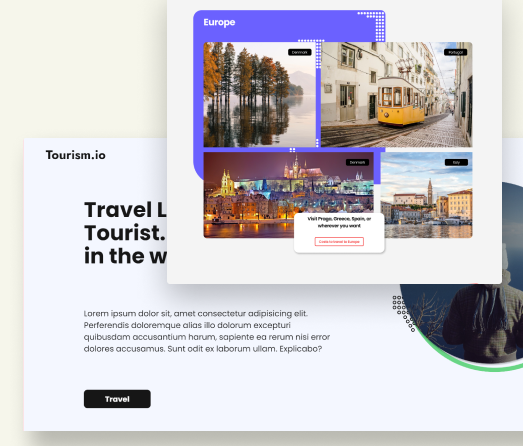 Europe
Denmark
Portugal
Denmark
Italy
Visit Praga, Greece, Spain, or
wherever you want
Come to travel to Europe
Tourism.io
Travel L
Tourist.
in the w
Lorem ipsum dolor sit, amet consectetur adipisicing elit.
Perferendis doloremque alias illo dolorum excepturi
quibusdam accusantium harum, sapiente ea rerum nisi error
dolores accusamus. Sunt odit ex laborum ullam. Explicabo?
Travel